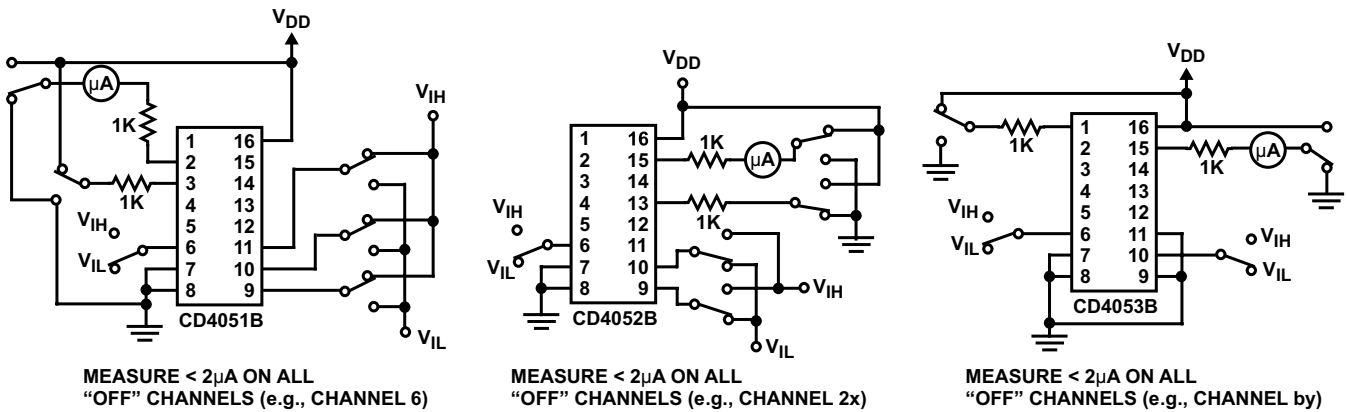 VDD
µA
1K
1K
1 16
2 15
3 14
4 13
5 12
6 11
7 10
8 9
VIH
VIL
VIH
VIL
CD4051B
MEASURE < 2µA ON ALL
“OFF” CHANNELS (e.g., CHANNEL 6)
VDD
1K
µA
1K
1 16
2 15
3 14
4 13
5 12
6 11
7 10
8 9
VIH
VIL
VIH
VIL
CD4052B
MEASURE < 2µA ON ALL
“OFF” CHANNELS (e.g., CHANNEL 2x)
VDD
1K
1K
µA
1 16
2 15
3 14
4 13
5 12
6 11
7 10
8 9
VIH
VIL
VIH
VIL
CD4053B
MEASURE < 2µA ON ALL
“OFF” CHANNELS (e.g., CHANNEL by)